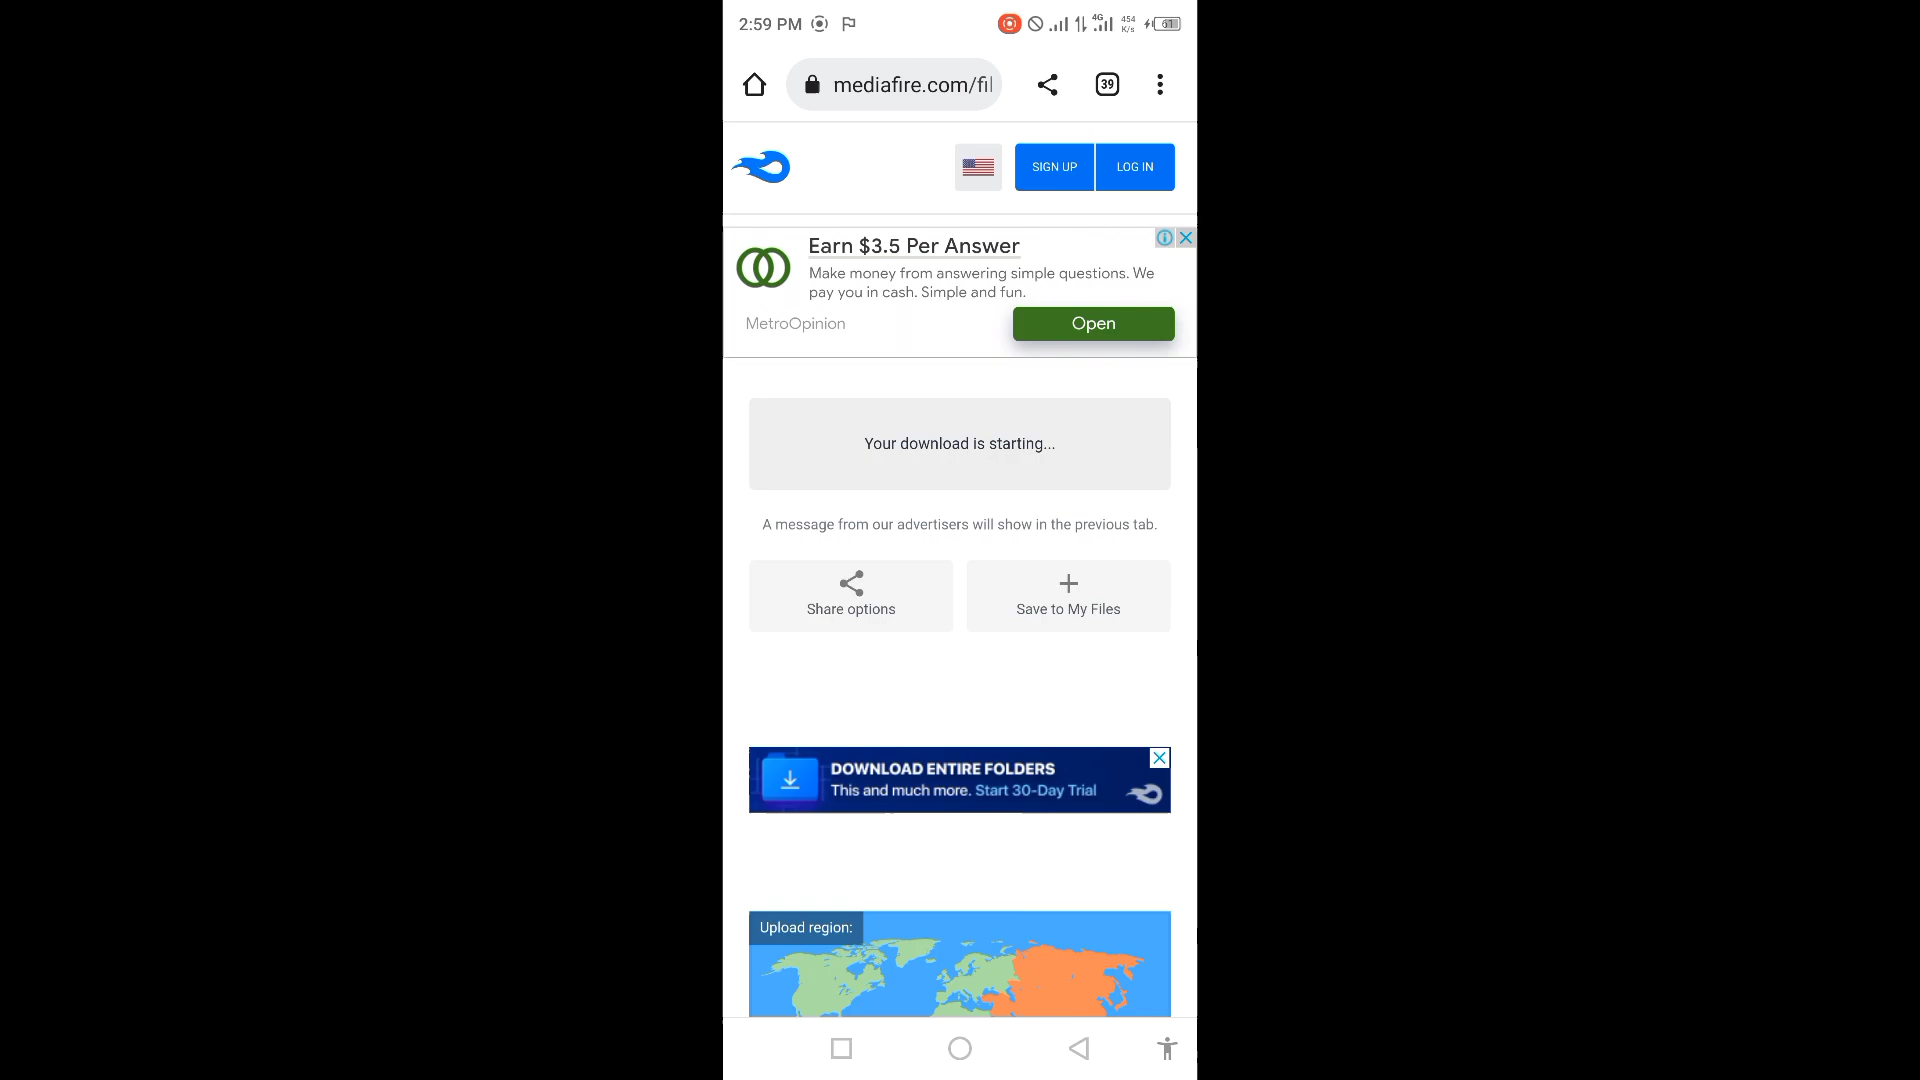 2:59 PM
4G
454
K/s
61
mediafire.com/fil
39
SIGN UP
LOG IN
Earn $3.5 Per Answer
Make money from answering simple questions. We
pay you in cash. Simple and fun.
MetroOpinion
Open
Your download is starting...
A message from our advertisers will show in the previous tab.
Share options
Save to My Files
DOWNLOAD ENTIRE FOLDERS
This and much more. Start 30-Day Trial
Upload region: